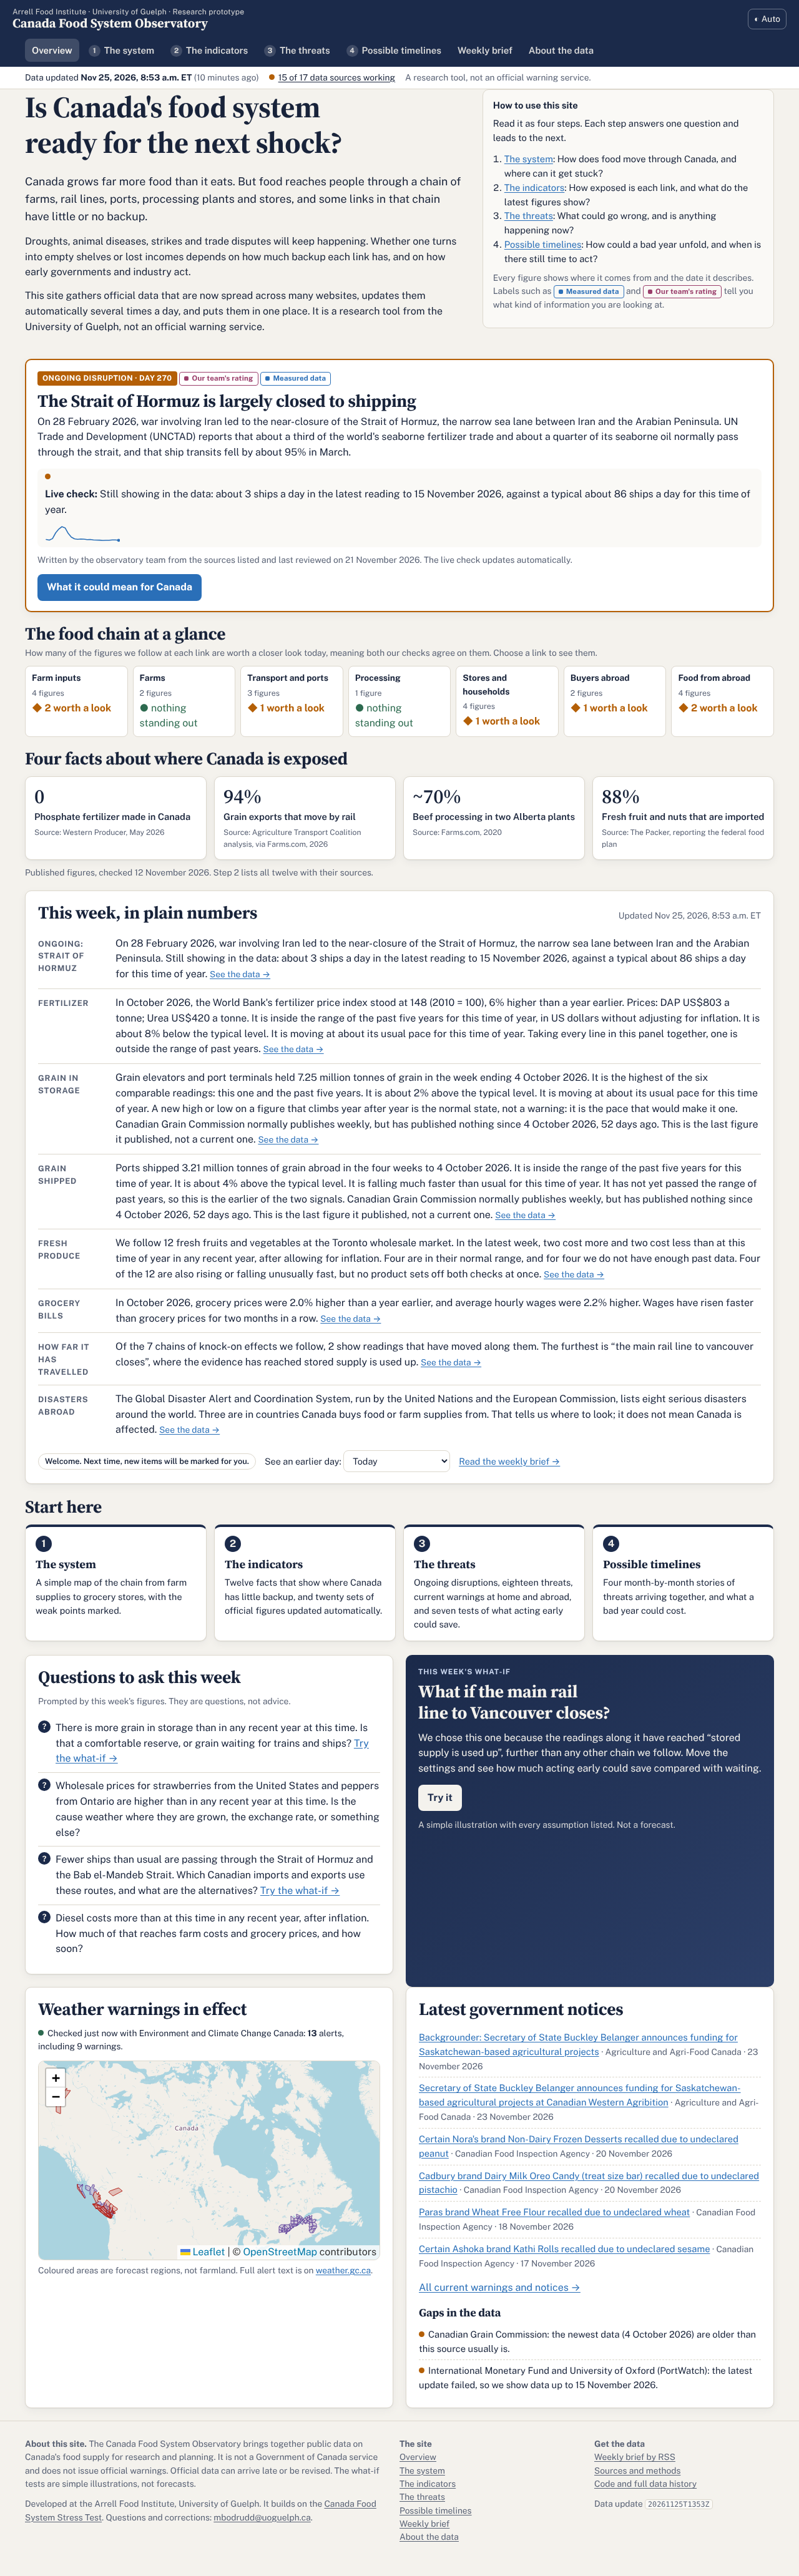 Arrell Food Institute · University of Guelph · Research prototype
Canada Food System Observatory
Auto
Overview
1 The system
2 The indicators
3 The threats
4 Possible timelines
Weekly brief
About the data
Data updated Nov 25, 2026, 8:53 a.m. ET (10 minutes ago)
15 of 17 data sources working
A research tool, not an official warning service.
Is Canada's food system
ready for the next shock?
Canada grows far more food than it eats. But food reaches people through a chain of
farms, rail lines, ports, processing plants and stores, and some links in that chain
have little or no backup.
Droughts, animal diseases, strikes and trade disputes will keep happening. Whether one turns
into empty shelves or lost incomes depends on how much backup each link has, and on how
early governments and industry act.
This site gathers official data that are now spread across many websites, updates them
automatically several times a day, and puts them in one place. It is a research tool from the
University of Guelph, not an official warning service.
How to use this site
Read it as four steps. Each step answers one question and
leads to the next.
1. The system: How does food move through Canada, and
where can it get stuck?
2. The indicators: How exposed is each link, and what do the
latest figures show?
3. The threats: What could go wrong, and is anything
happening now?
4. Possible timelines: How could a bad year unfold, and when is
there still time to act?
Every figure shows where it comes from and the date it describes.
Labels such as Measured data and Our team's rating tell you
what kind of information you are looking at.
ONGOING DISRUPTION · DAY 270
Our team's rating
Measured data
The Strait of Hormuz is largely closed to shipping
On 28 February 2026, war involving Iran led to the near-closure of the Strait of Hormuz, the narrow sea lane between Iran and the Arabian Peninsula. UN
Trade and Development (UNCTAD) reports that about a third of the world's seaborne fertilizer trade and about a quarter of its seaborne oil normally pass
through the strait, and that ship transits fell by about 95% in March.
Live check: Still showing in the data: about 3 ships a day in the latest reading to 15 November 2026, against a typical about 86 ships a day for this time of
year.
Written by the observatory team from the sources listed and last reviewed on 21 November 2026. The live check updates automatically.
What it could mean for Canada
The food chain at a glance
How many of the figures we follow at each link are worth a closer look today, meaning both our checks agree on them. Choose a link to see them.
Farm inputs
4 figures
◆ 2 worth a look
Farms
2 figures
● nothing
standing out
Transport and ports
3 figures
◆ 1 worth a look
Processing
1 figure
● nothing
standing out
Stores and
households
4 figures
◆ 1 worth a look
Buyers abroad
2 figures
◆ 1 worth a look
Food from abroad
4 figures
◆ 2 worth a look
Four facts about where Canada is exposed
0
Phosphate fertilizer made in Canada
Source: Western Producer, May 2026
94%
Grain exports that move by rail
Source: Agriculture Transport Coalition
analysis, via Farms.com, 2026
~70%
Beef processing in two Alberta plants
Source: Farms.com, 2020
88%
Fresh fruit and nuts that are imported
Source: The Packer, reporting the federal food
plan
Published figures, checked 12 November 2026. Step 2 lists all twelve with their sources.
This week, in plain numbers
Updated Nov 25, 2026, 8:53 a.m. ET
ONGOING:
STRAIT OF
HORMUZ
On 28 February 2026, war involving Iran led to the near-closure of the Strait of Hormuz, the narrow sea lane between Iran and the Arabian
Peninsula. Still showing in the data: about 3 ships a day in the latest reading to 15 November 2026, against a typical about 86 ships a day
for this time of year. See the data →
FERTILIZER
In October 2026, the World Bank's fertilizer price index stood at 148 (2010 = 100), 6% higher than a year earlier. Prices: DAP US$803 a
tonne; Urea US$420 a tonne. It is inside the range of the past five years for this time of year, in US dollars without adjusting for inflation. It is
about 8% below the typical level. It is moving at about its usual pace for this time of year. Taking every line in this panel together, one is
outside the range of past years. See the data →
GRAIN IN
STORAGE
Grain elevators and port terminals held 7.25 million tonnes of grain in the week ending 4 October 2026. It is the highest of the six
comparable readings: this one and the past five years. It is about 2% above the typical level. It is moving at about its usual pace for this time
of year. A new high or low on a figure that climbs year after year is the normal state, not a warning: it is the pace that would make it one.
Canadian Grain Commission normally publishes weekly, but has published nothing since 4 October 2026, 52 days ago. This is the last figure
it published, not a current one. See the data →
GRAIN
SHIPPED
Ports shipped 3.21 million tonnes of grain abroad in the four weeks to 4 October 2026. It is inside the range of the past five years for this
time of year. It is about 4% above the typical level. It is falling much faster than usual for this time of year. It has not yet passed the range of
past years, so this is the earlier of the two signals. Canadian Grain Commission normally publishes weekly, but has published nothing since
4 October 2026, 52 days ago. This is the last figure it published, not a current one. See the data →
FRESH
PRODUCE
We follow 12 fresh fruits and vegetables at the Toronto wholesale market. In the latest week, two cost more and two cost less than at this
time of year in any recent year, after allowing for inflation. Four are in their normal range, and for four we do not have enough past data. Four
of the 12 are also rising or falling unusually fast, but no product sets off both checks at once. See the data →
GROCERY
BILLS
In October 2026, grocery prices were 2.0% higher than a year earlier, and average hourly wages were 2.2% higher. Wages have risen faster
than grocery prices for two months in a row. See the data →
HOW FAR IT
HAS
TRAVELLED
Of the 7 chains of knock-on effects we follow, 2 show readings that have moved along them. The furthest is “the main rail line to vancouver
closes”, where the evidence has reached stored supply is used up. See the data →
DISASTERS
ABROAD
The Global Disaster Alert and Coordination System, run by the United Nations and the European Commission, lists eight serious disasters
around the world. Three are in countries Canada buys food or farm supplies from. That tells us where to look; it does not mean Canada is
affected. See the data →
Welcome. Next time, new items will be marked for you.
See an earlier day: Today
Read the weekly brief →
Start here
1
The system
A simple map of the chain from farm
supplies to grocery stores, with the
weak points marked.
2
The indicators
Twelve facts that show where Canada
has little backup, and twenty sets of
official figures updated automatically.
3
The threats
Ongoing disruptions, eighteen threats,
current warnings at home and abroad,
and seven tests of what acting early
could save.
4
Possible timelines
Four month-by-month stories of
threats arriving together, and what a
bad year could cost.
Questions to ask this week
Prompted by this week's figures. They are questions, not advice.
? There is more grain in storage than in any recent year at this time. Is
that a comfortable reserve, or grain waiting for trains and ships? Try
the what-if →
? Wholesale prices for strawberries from the United States and peppers
from Ontario are higher than in any recent year at this time. Is the
cause weather where they are grown, the exchange rate, or something
else?
? Fewer ships than usual are passing through the Strait of Hormuz and
the Bab el-Mandeb Strait. Which Canadian imports and exports use
these routes, and what are the alternatives? Try the what-if →
? Diesel costs more than at this time in any recent year, after inflation.
How much of that reaches farm costs and grocery prices, and how
soon?
THIS WEEK'S WHAT-IF
What if the main rail
line to Vancouver closes?
We chose this one because the readings along it have reached “stored
supply is used up”, further than any other chain we follow. Move the
settings and see how much acting early could save compared with waiting.
Try it
A simple illustration with every assumption listed. Not a forecast.
Weather warnings in effect
Checked just now with Environment and Climate Change Canada: 13 alerts,
including 9 warnings.
+
−
Canada
Leaflet | © OpenStreetMap contributors
Coloured areas are forecast regions, not farmland. Full alert text is on weather.gc.ca.
Latest government notices
Backgrounder: Secretary of State Buckley Belanger announces funding for
Saskatchewan-based agricultural projects · Agriculture and Agri-Food Canada · 23
November 2026
Secretary of State Buckley Belanger announces funding for Saskatchewan-
based agricultural projects at Canadian Western Agribition · Agriculture and Agri-
Food Canada · 23 November 2026
Certain Nora's brand Non-Dairy Frozen Desserts recalled due to undeclared
peanut · Canadian Food Inspection Agency · 20 November 2026
Cadbury brand Dairy Milk Oreo Candy (treat size bar) recalled due to undeclared
pistachio · Canadian Food Inspection Agency · 20 November 2026
Paras brand Wheat Free Flour recalled due to undeclared wheat · Canadian Food
Inspection Agency · 18 November 2026
Certain Ashoka brand Kathi Rolls recalled due to undeclared sesame · Canadian
Food Inspection Agency · 17 November 2026
All current warnings and notices →
Gaps in the data
Canadian Grain Commission: the newest data (4 October 2026) are older than
this source usually is.
International Monetary Fund and University of Oxford (PortWatch): the latest
update failed, so we show data up to 15 November 2026.
About this site. The Canada Food System Observatory brings together public data on
Canada's food supply for research and planning. It is not a Government of Canada service
and does not issue official warnings. Official data can arrive late or be revised. The what-if
tests are simple illustrations, not forecasts.
Developed at the Arrell Food Institute, University of Guelph. It builds on the Canada Food
System Stress Test. Questions and corrections: mbodrudd@uoguelph.ca.
The site
Overview
The system
The indicators
The threats
Possible timelines
Weekly brief
About the data
Get the data
Weekly brief by RSS
Sources and methods
Code and full data history
Data update 20261125T1353Z